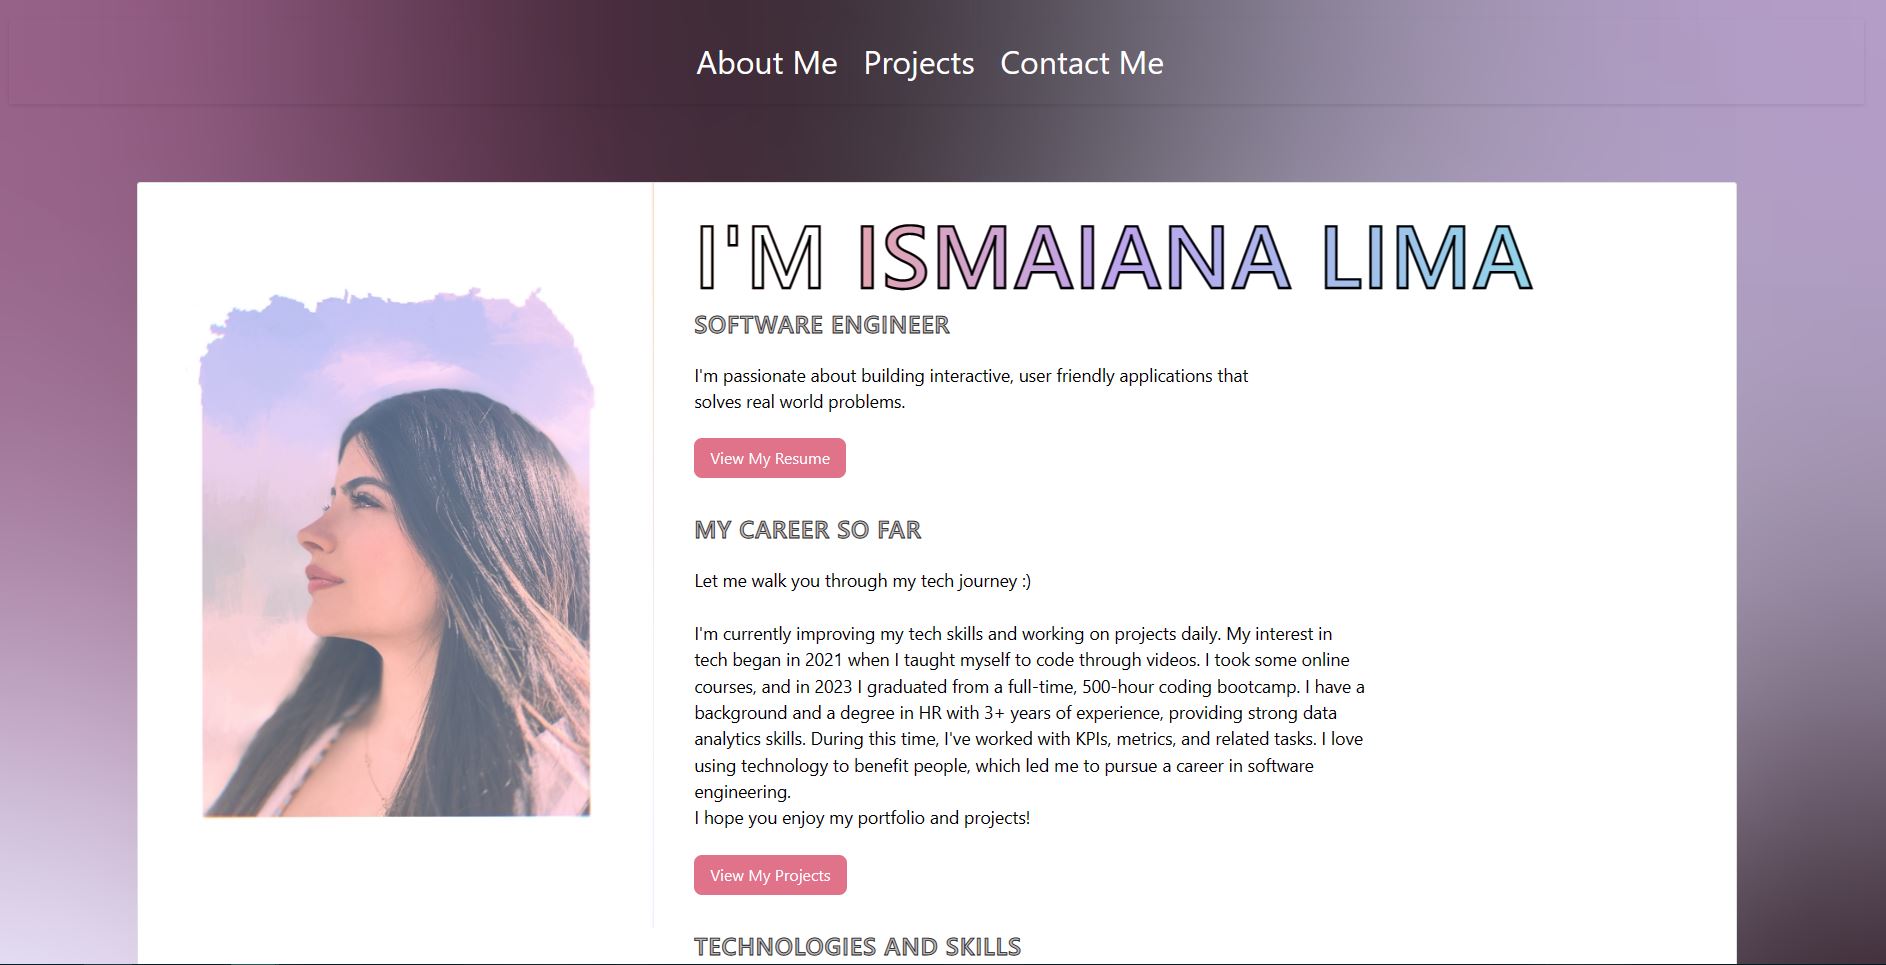 About Me Projects Contact Me
I'M ISMAIANA LIMA
SOFTWARE ENGINEER
I'm passionate about building interactive, user friendly applications that
solves real world problems.
View My Resume
MY CAREER SO FAR
Let me walk you through my tech journey :)
I'm currently improving my tech skills and working on projects daily. My interest in
tech began in 2021 when I taught myself to code through videos. I took some online
courses, and in 2023 I graduated from a full-time, 500-hour coding bootcamp. I have a
background and a degree in HR with 3+ years of experience, providing strong data
analytics skills. During this time, I've worked with KPIs, metrics, and related tasks. I love
using technology to benefit people, which led me to pursue a career in software
engineering.
I hope you enjoy my portfolio and projects!
View My Projects
TECHNOLOGIES AND SKILLS